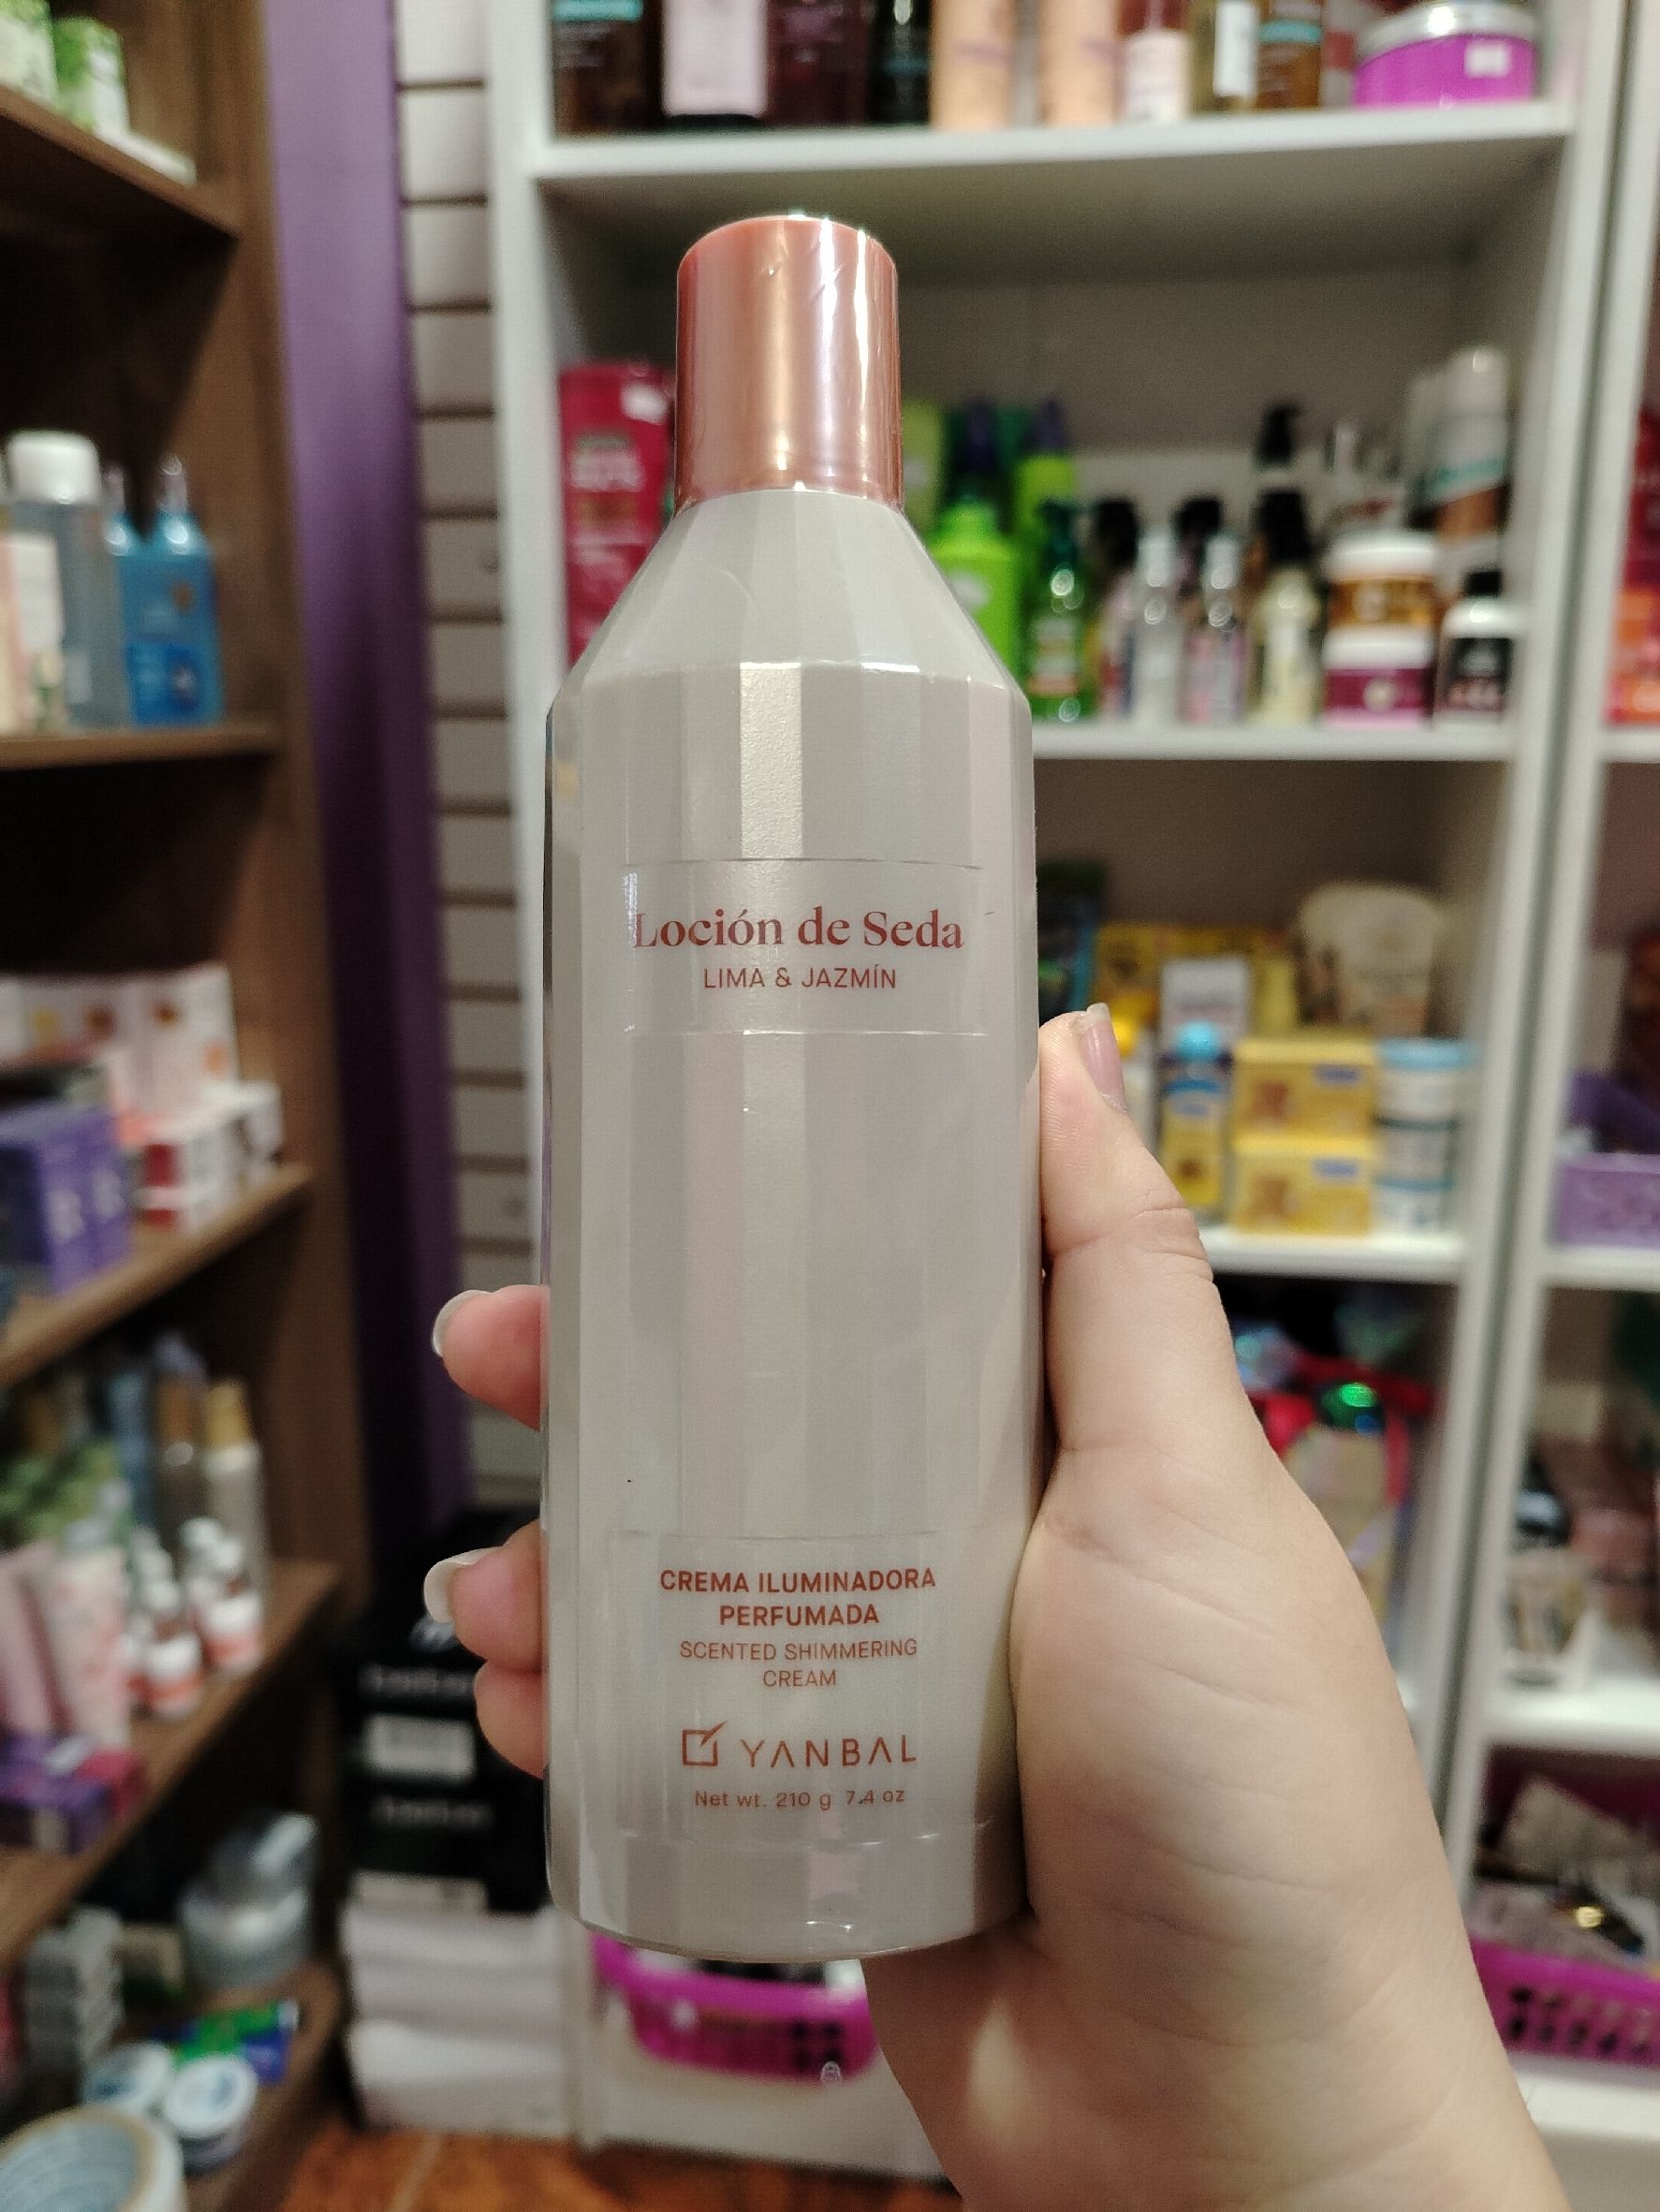 Loción de Seda
LIMA & JAZMÍN
CREMA ILUMINADORA
PERFUMADA
SCENTED SHIMMERING
CREAM
YANBAL
Net wt. 210 g 7.4 oz